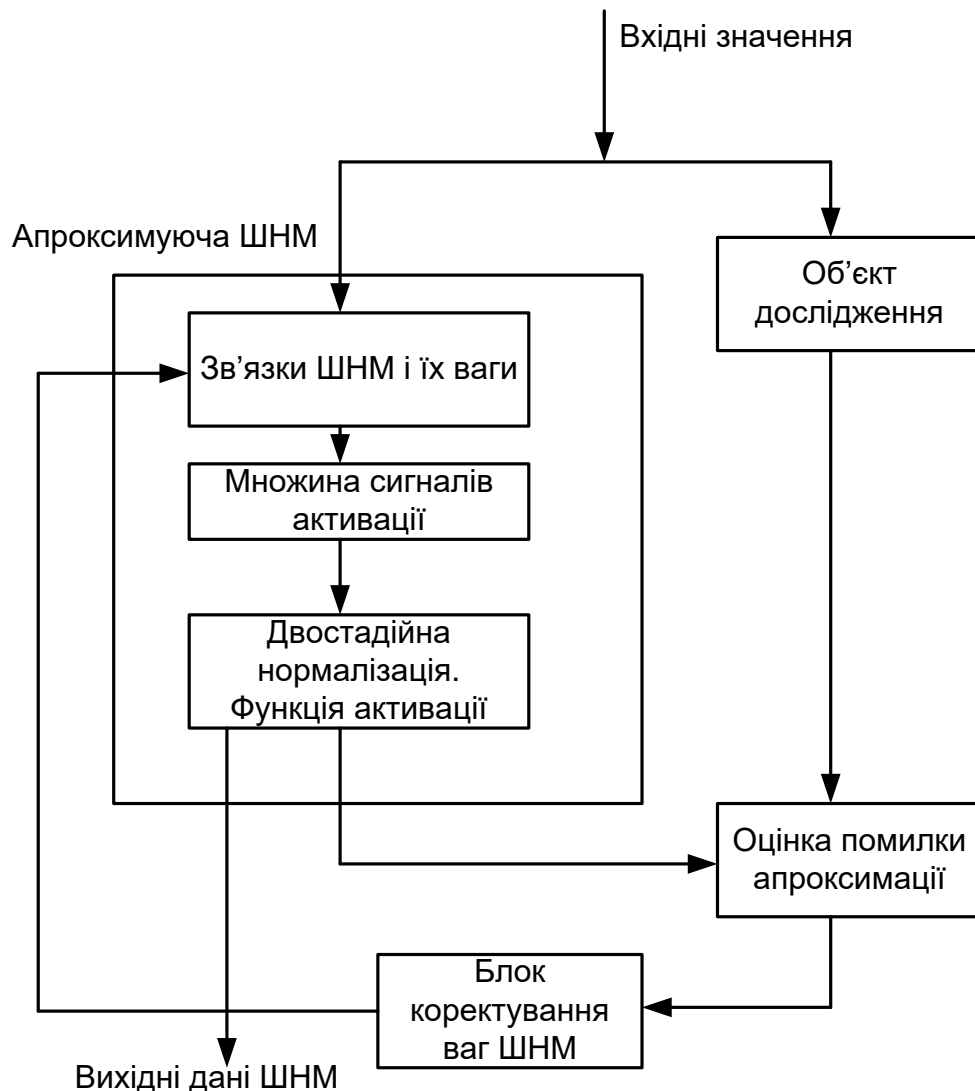 Вхідні значення
Апроксимуюча ШНМ
Об’єкт
дослідження
Зв’язки ШНМ і їх ваги
Множина сигналів
активації
Двостадійна
нормалізація.
Функція активації
Оцінка помилки
апроксимації
Блок
коректування
ваг ШНМ
Вихідні дані ШНМ